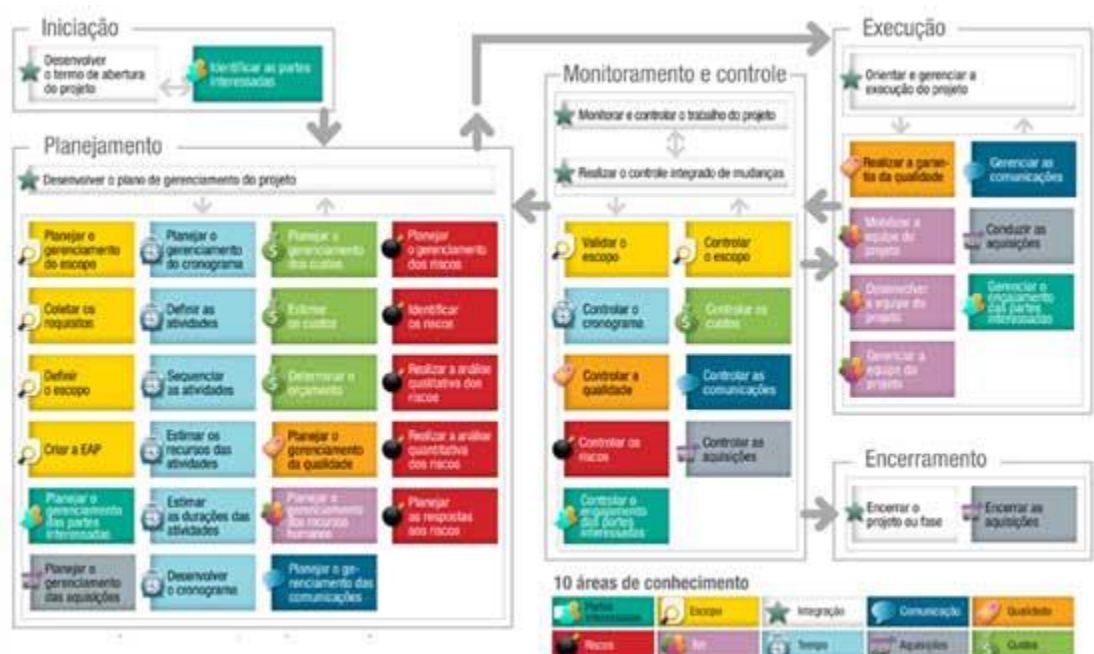 Iniciação
Desenvolver
o termo de abertura
do projeto
Identificar as partes
interessadas
Planejamento
Desenvolver o plano de gerenciamento do projeto
Planejar o
gerenciamento
do escopo
Planejar o
gerenciamento
do cronograma
Planejar o
gerenciamento
dos custos
Planejar
o gerenciamento
dos riscos
Coletar os
requisitos
Definir as
atividades
Estimar
os custos
Identificar
os riscos
Definir
o escopo
Sequenciar
as atividades
Determinar o
orçamento
Realizar a análise
qualitativa dos
riscos
Criar a EAP
Estimar os
recursos das
atividades
Planejar o
gerenciamento
da qualidade
Realizar a análise
quantitativa
dos riscos
Planejar o
gerenciamento
das partes
interessadas
Estimar
as durações das
atividades
Planejar o
gerenciamento
dos recursos
humanos
Planejar
as respostas
aos riscos
Planejar o
gerenciamento
das aquisições
Desenvolver
o cronograma
Planejar o ge-
renciamento das
comunicações
Monitoramento e controle
Monitorar e controlar o trabalho do projeto
Realizar o controle integrado de mudanças
Validar o
escopo
Controlar
o escopo
Controlar o
cronograma
Controlar os
custos
Controlar a
qualidade
Controlar as
comunicações
Controlar os
riscos
Controlar as
aquisições
Controlar o
engajamento
das partes
interessadas
Execução
Orientar e gerenciar a
execução do projeto
Realizar a garan-
tia da qualidade
Gerenciar as
comunicações
Mobilizar a
equipe do
projeto
Conduzir as
aquisições
Desenvolver
a equipe do
projeto
Gerenciar o
engajamento
das partes
interessadas
Gerenciar a
equipe do
projeto
Encerramento
Encerrar o
projeto ou fase
Encerrar as
aquisições
10 áreas de conhecimento
Partes
interessadas
Escopo
Integração
Comunicação
Qualidade
Riscos
RH
Tempo
Aquisições
Custos